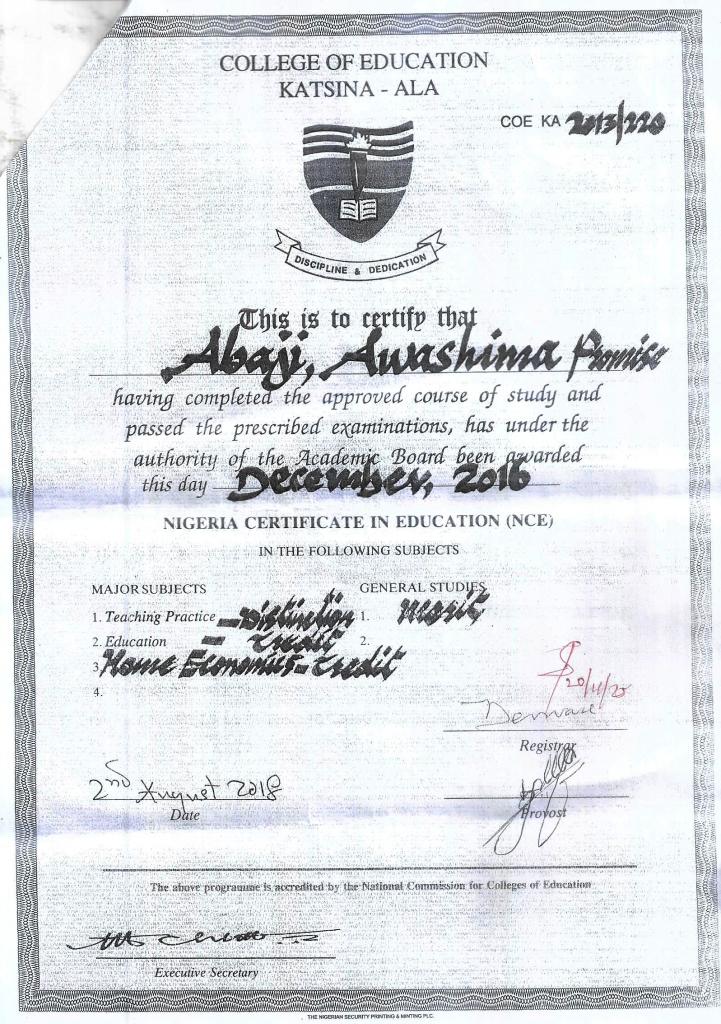 COLLEGE OF EDUCATION
KATSINA - ALA
COE KA 2013/220
DISCIPLINE & DEDICATION
This is to certify that
Abaji, Awashima Promise
having completed the approved course of study and
passed the prescribed examinations, has under the
authority of the Academic Board been awarded
this day December, 2016
NIGERIA CERTIFICATE IN EDUCATION (NCE)
IN THE FOLLOWING SUBJECTS
MAJOR SUBJECTS
GENERAL STUDIES
1. Teaching Practice - Distinction
1. Merit
2. Education - Credit
2.
3. Home Economics - Credit
4.
20/11/25
Registrar
2nd August 2018
Date
Provost
The above programme is accredited by the National Commission for Colleges of Education
Executive Secretary
THE NIGERIAN SECURITY PRINTING & MINTING PLC.